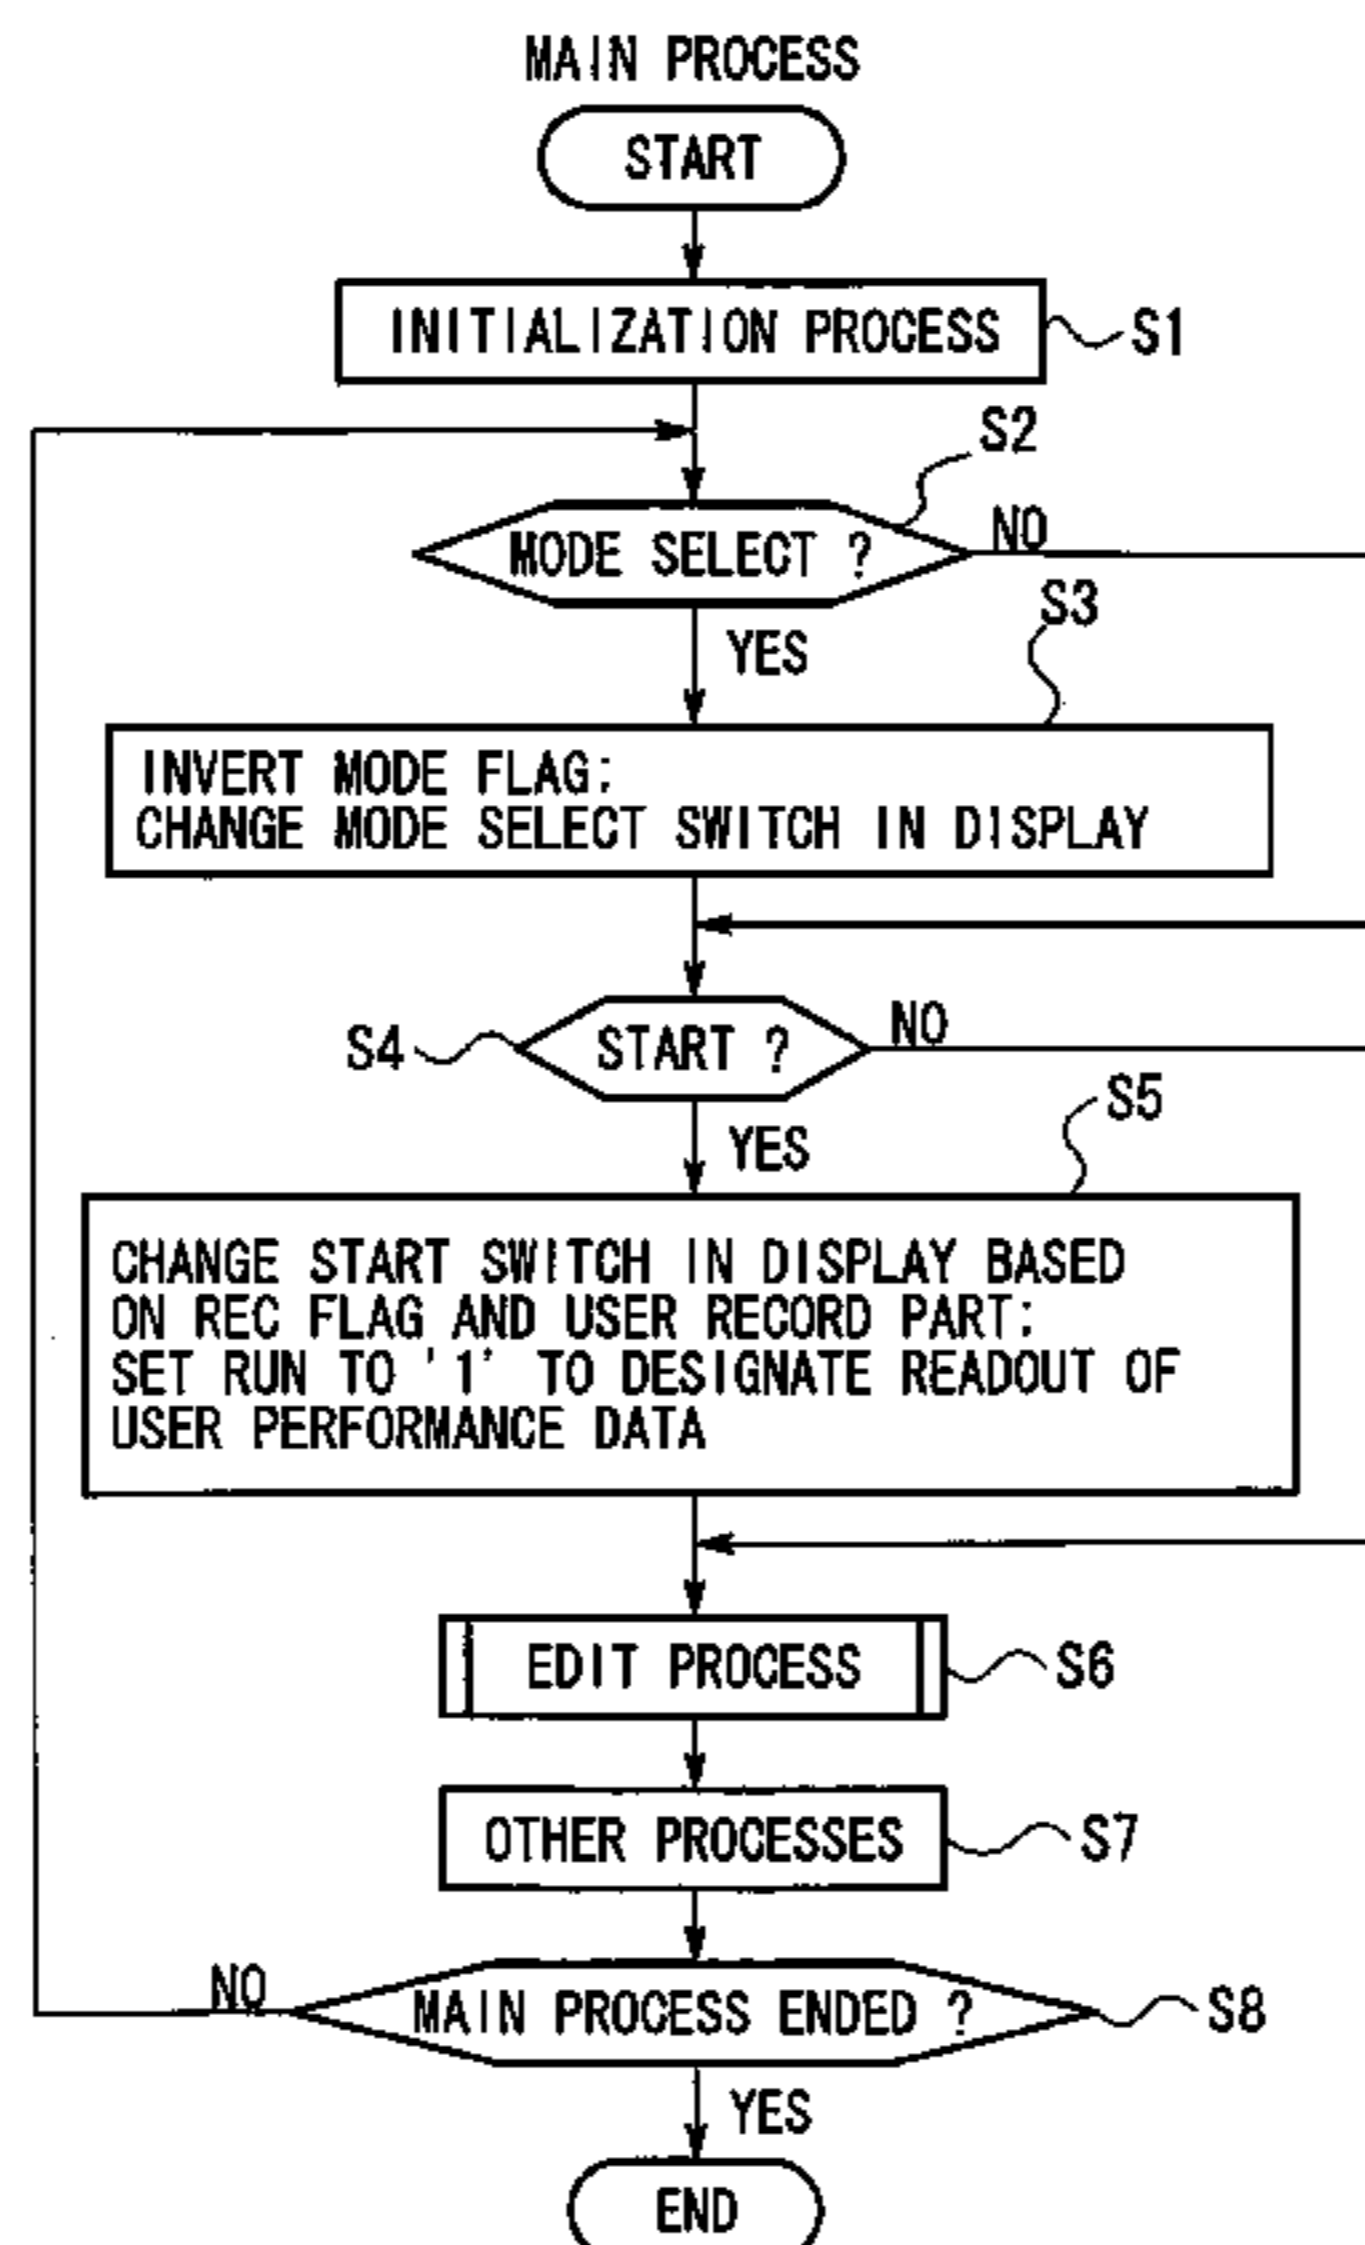 MAIN PROCESS
START
INITIALIZATION PROCESS
S1
S2
MODE SELECT ?
NO
YES
S3
INVERT MODE FLAG:
CHANGE MODE SELECT SWITCH IN DISPLAY
S4
START ?
NO
YES
S5
CHANGE START SWITCH IN DISPLAY BASED
ON REC FLAG AND USER RECORD PART:
SET RUN TO '1' TO DESIGNATE READOUT OF
USER PERFORMANCE DATA
EDIT PROCESS
S6
OTHER PROCESSES
S7
NO
MAIN PROCESS ENDED ?
S8
YES
END